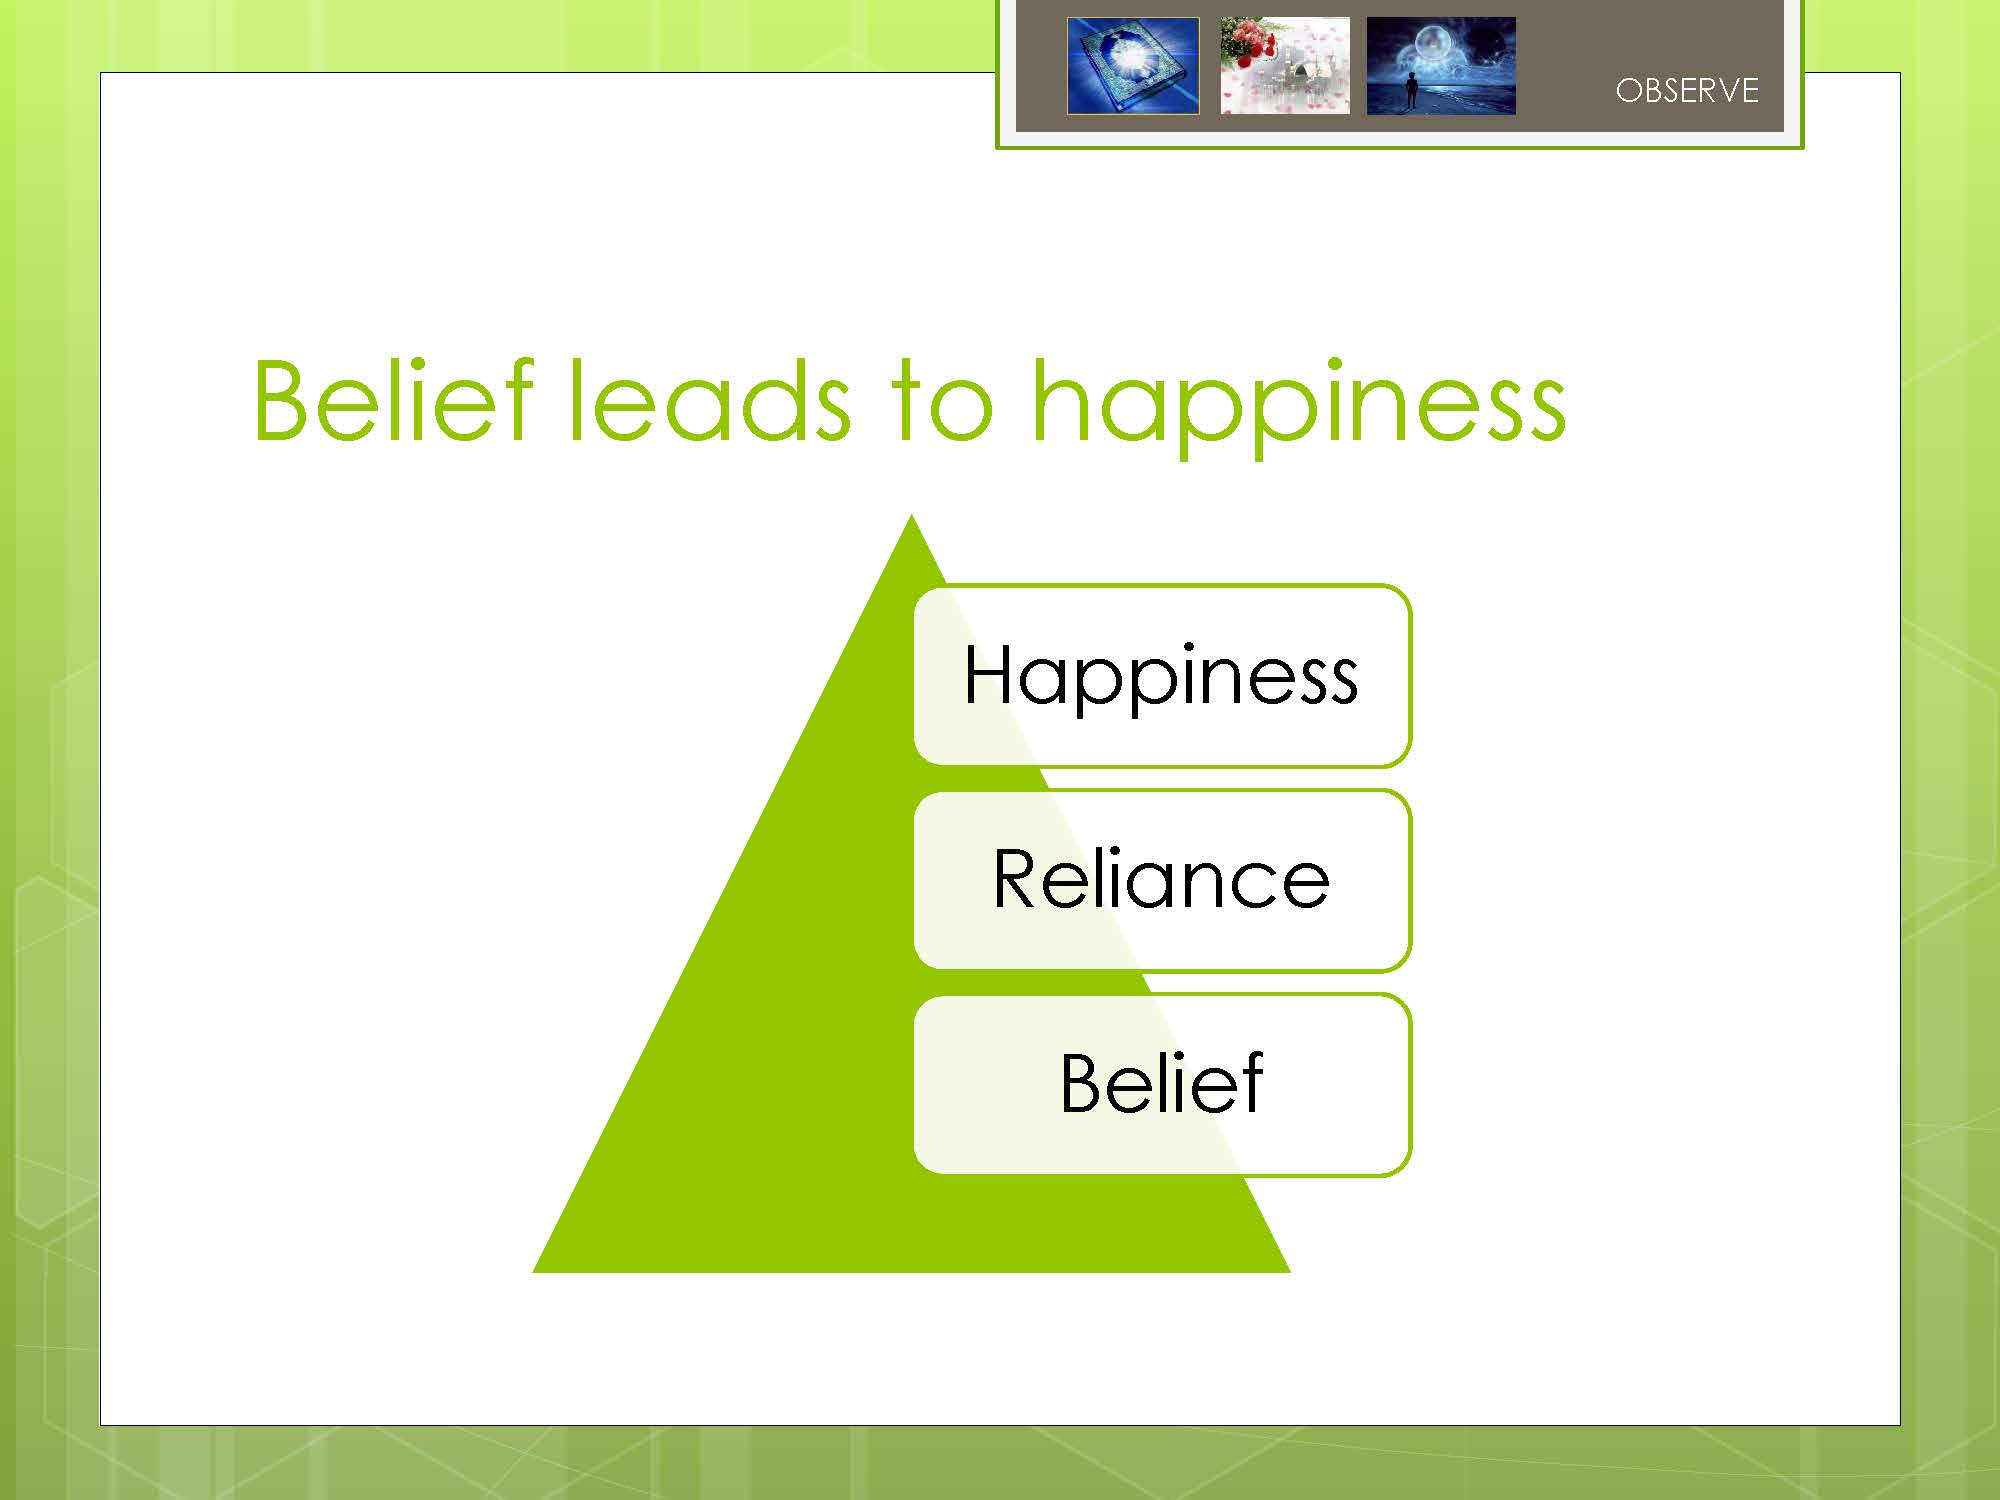 OBSERVE
Belief leads to happiness
Happiness
Reliance
Belief